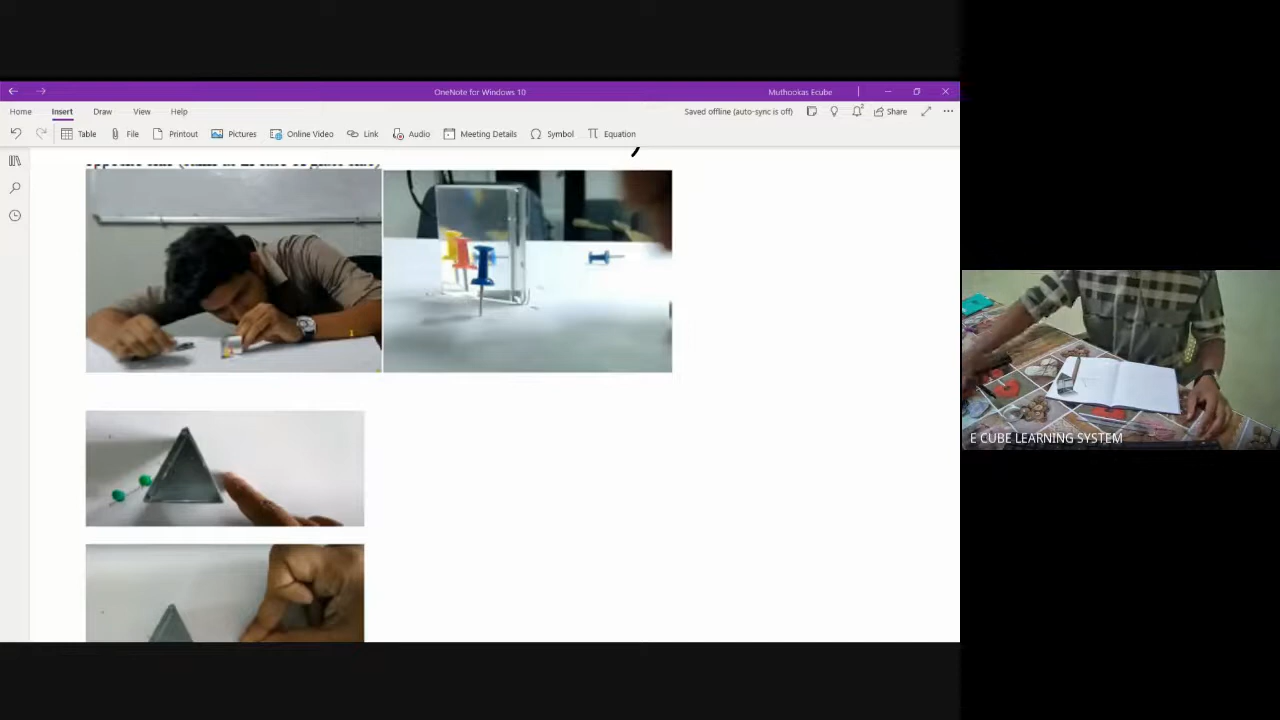 OneNote for Windows 10
Muthookas Ecube
Home Insert Draw View Help
Saved offline (auto-sync is off)
2
Share
Table File Printout Pictures Online Video Link Audio Meeting Details Symbol Equation
E CUBE LEARNING SYSTEM